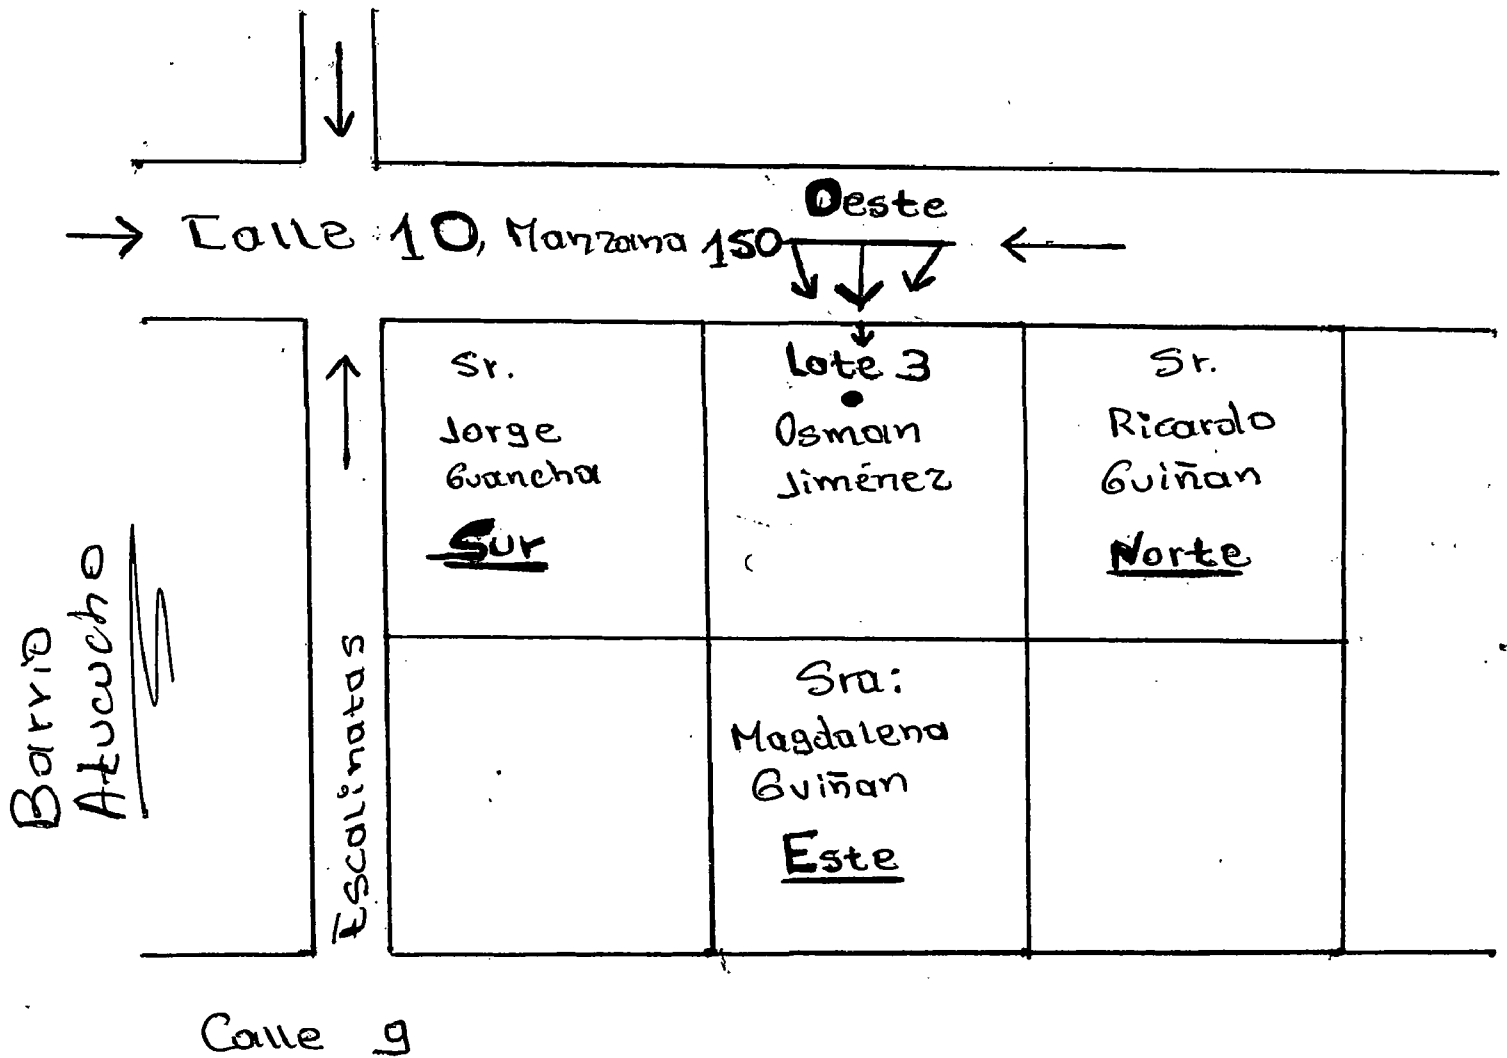 Oeste
Calle 10, Manzana 150
Sr.
Jorge
Guancha
Sur
Lote 3
Osman
Jiménez
Sr.
Ricardo
Guiñan
Norte
Barrio
Atucucho
Escalinatas
Sra:
Magdalena
Guiñan
Este
Calle 9